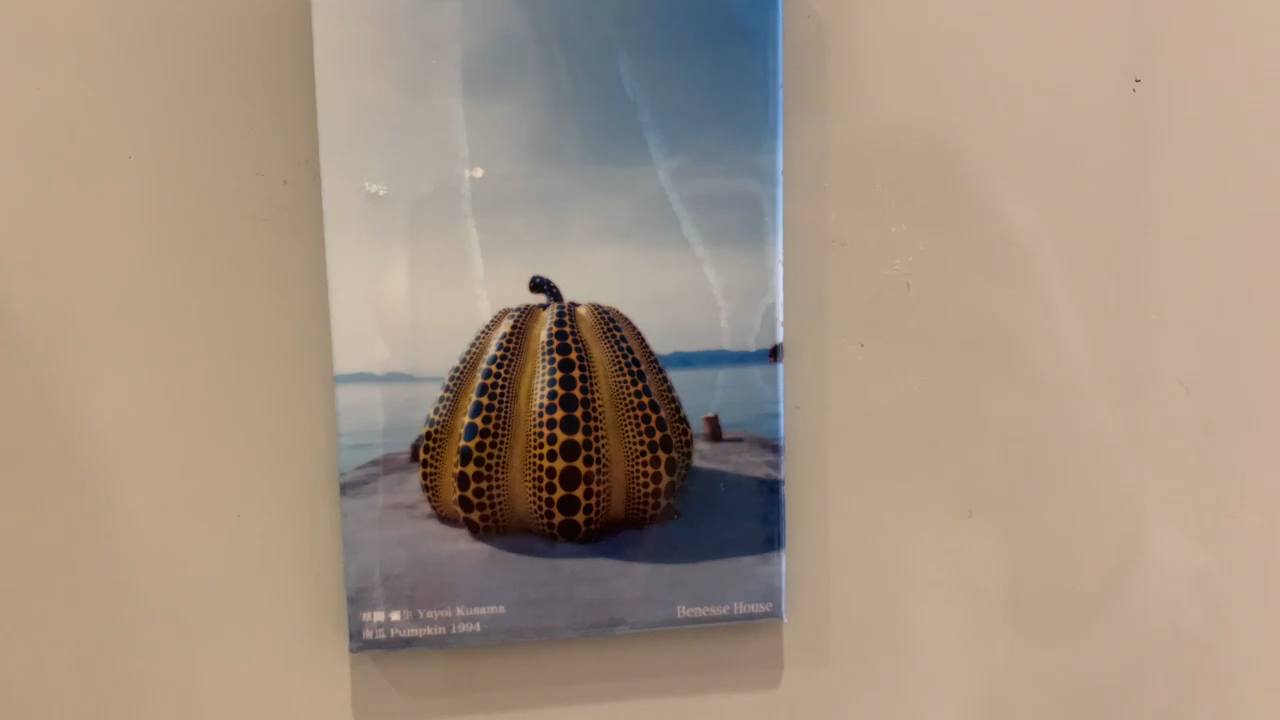 草間 彌生 Yayoi Kusama
南瓜 Pumpkin 1994
Benesse House